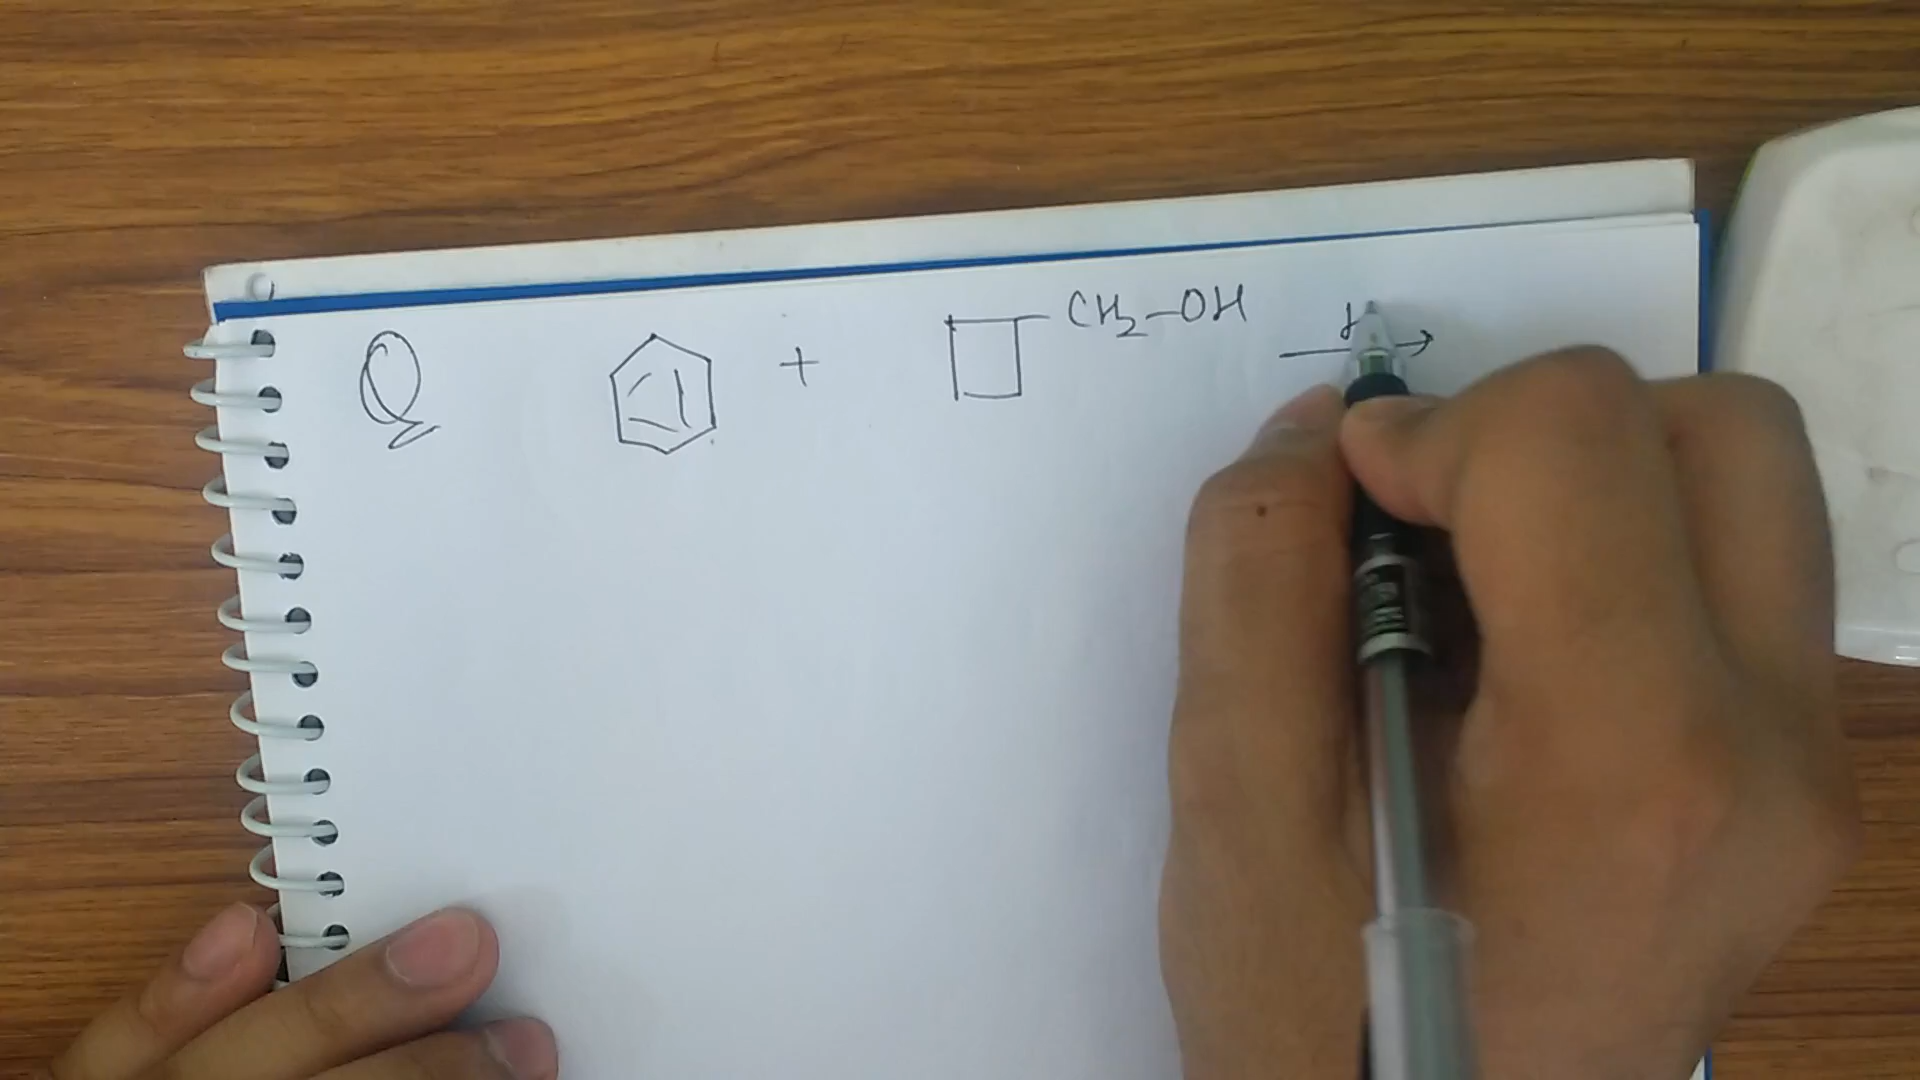 Q + CH₂-OH →